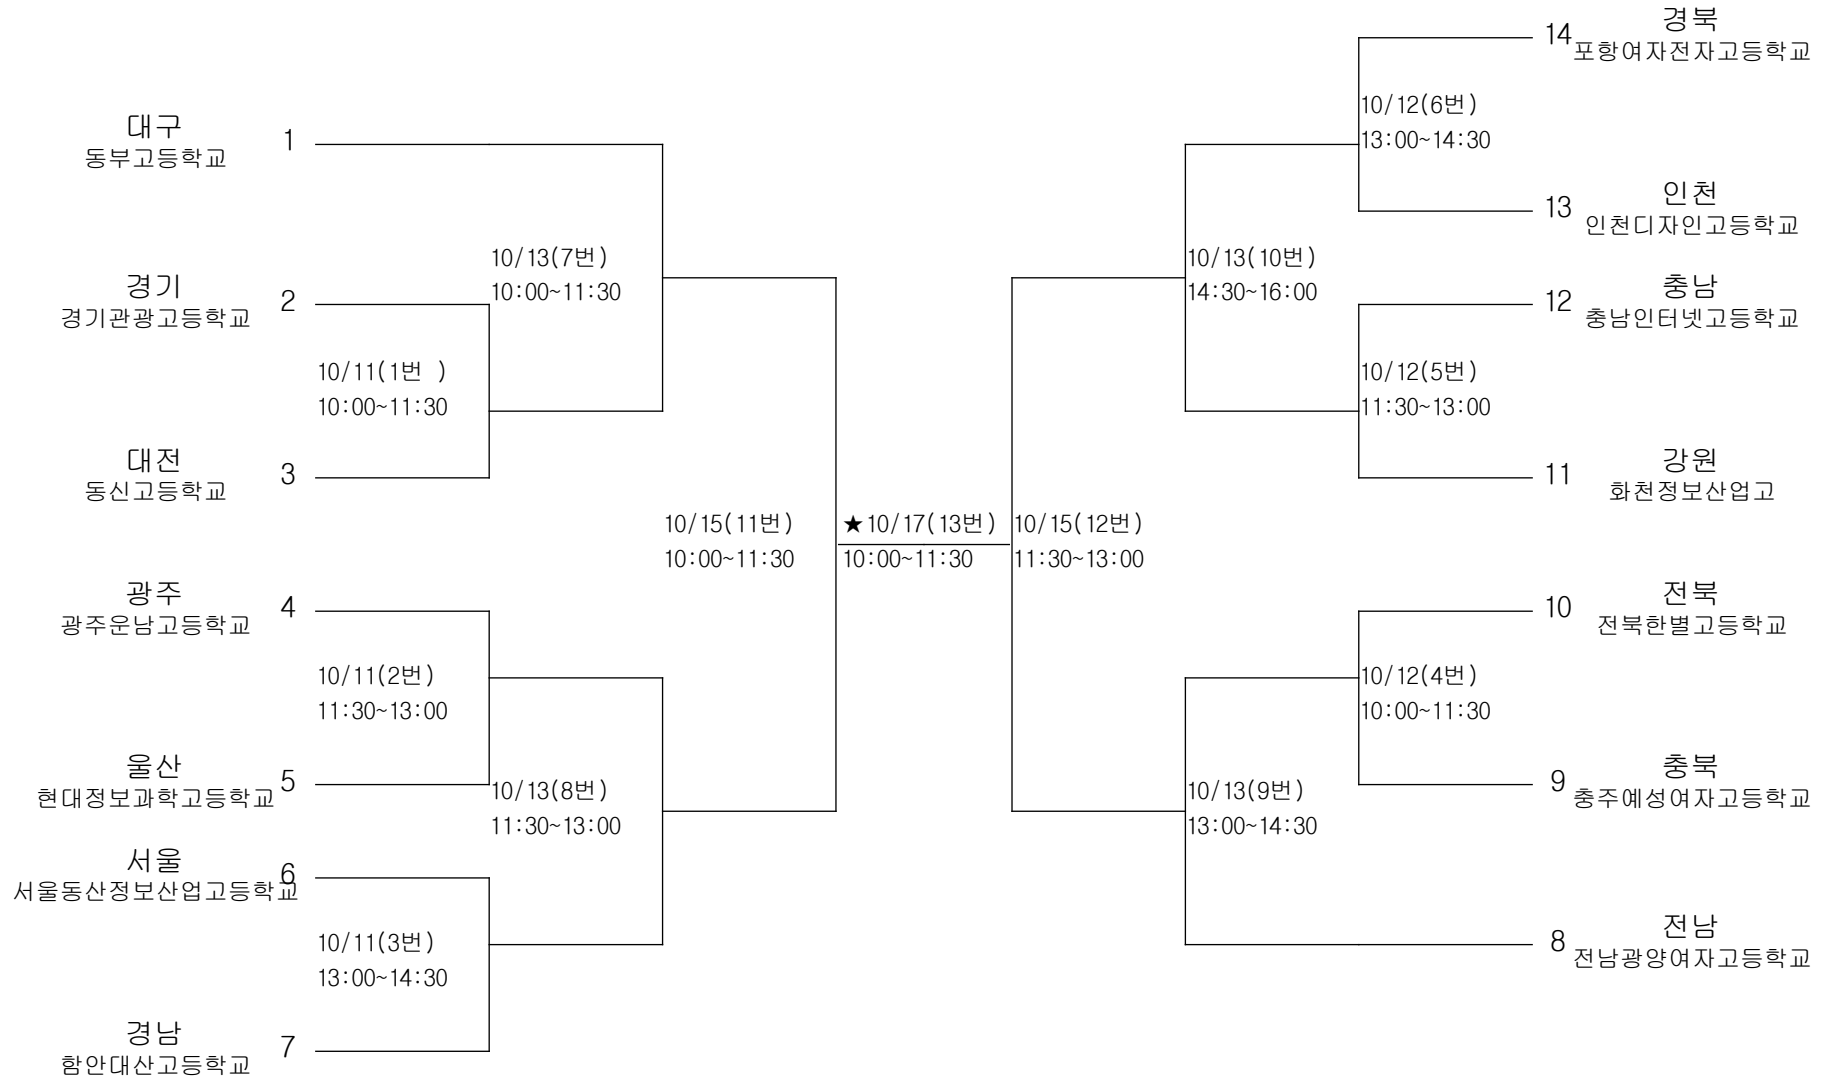 대구
동부고등학교
1
경기
경기관광고등학교
2
대전
동신고등학교
3
광주
광주운남고등학교
4
울산
현대정보과학고등학교
5
서울
서울동산정보산업고등학교
6
경남
함안대산고등학교
7
10/11(1번 )
10:00~11:30
10/11(2번)
11:30~13:00
10/11(3번)
13:00~14:30
10/13(7번)
10:00~11:30
10/13(8번)
11:30~13:00
10/15(11번)
10:00~11:30
★10/17(13번)
10:00~11:30
10/15(12번)
11:30~13:00
10/13(10번)
14:30~16:00
10/13(9번)
13:00~14:30
10/12(6번)
13:00~14:30
10/12(5번)
11:30~13:00
10/12(4번)
10:00~11:30
14
경북
포항여자전자고등학교
13
인천
인천디자인고등학교
12
충남
충남인터넷고등학교
11
강원
화천정보산업고
10
전북
전북한별고등학교
9
충북
충주예성여자고등학교
8
전남
전남광양여자고등학교